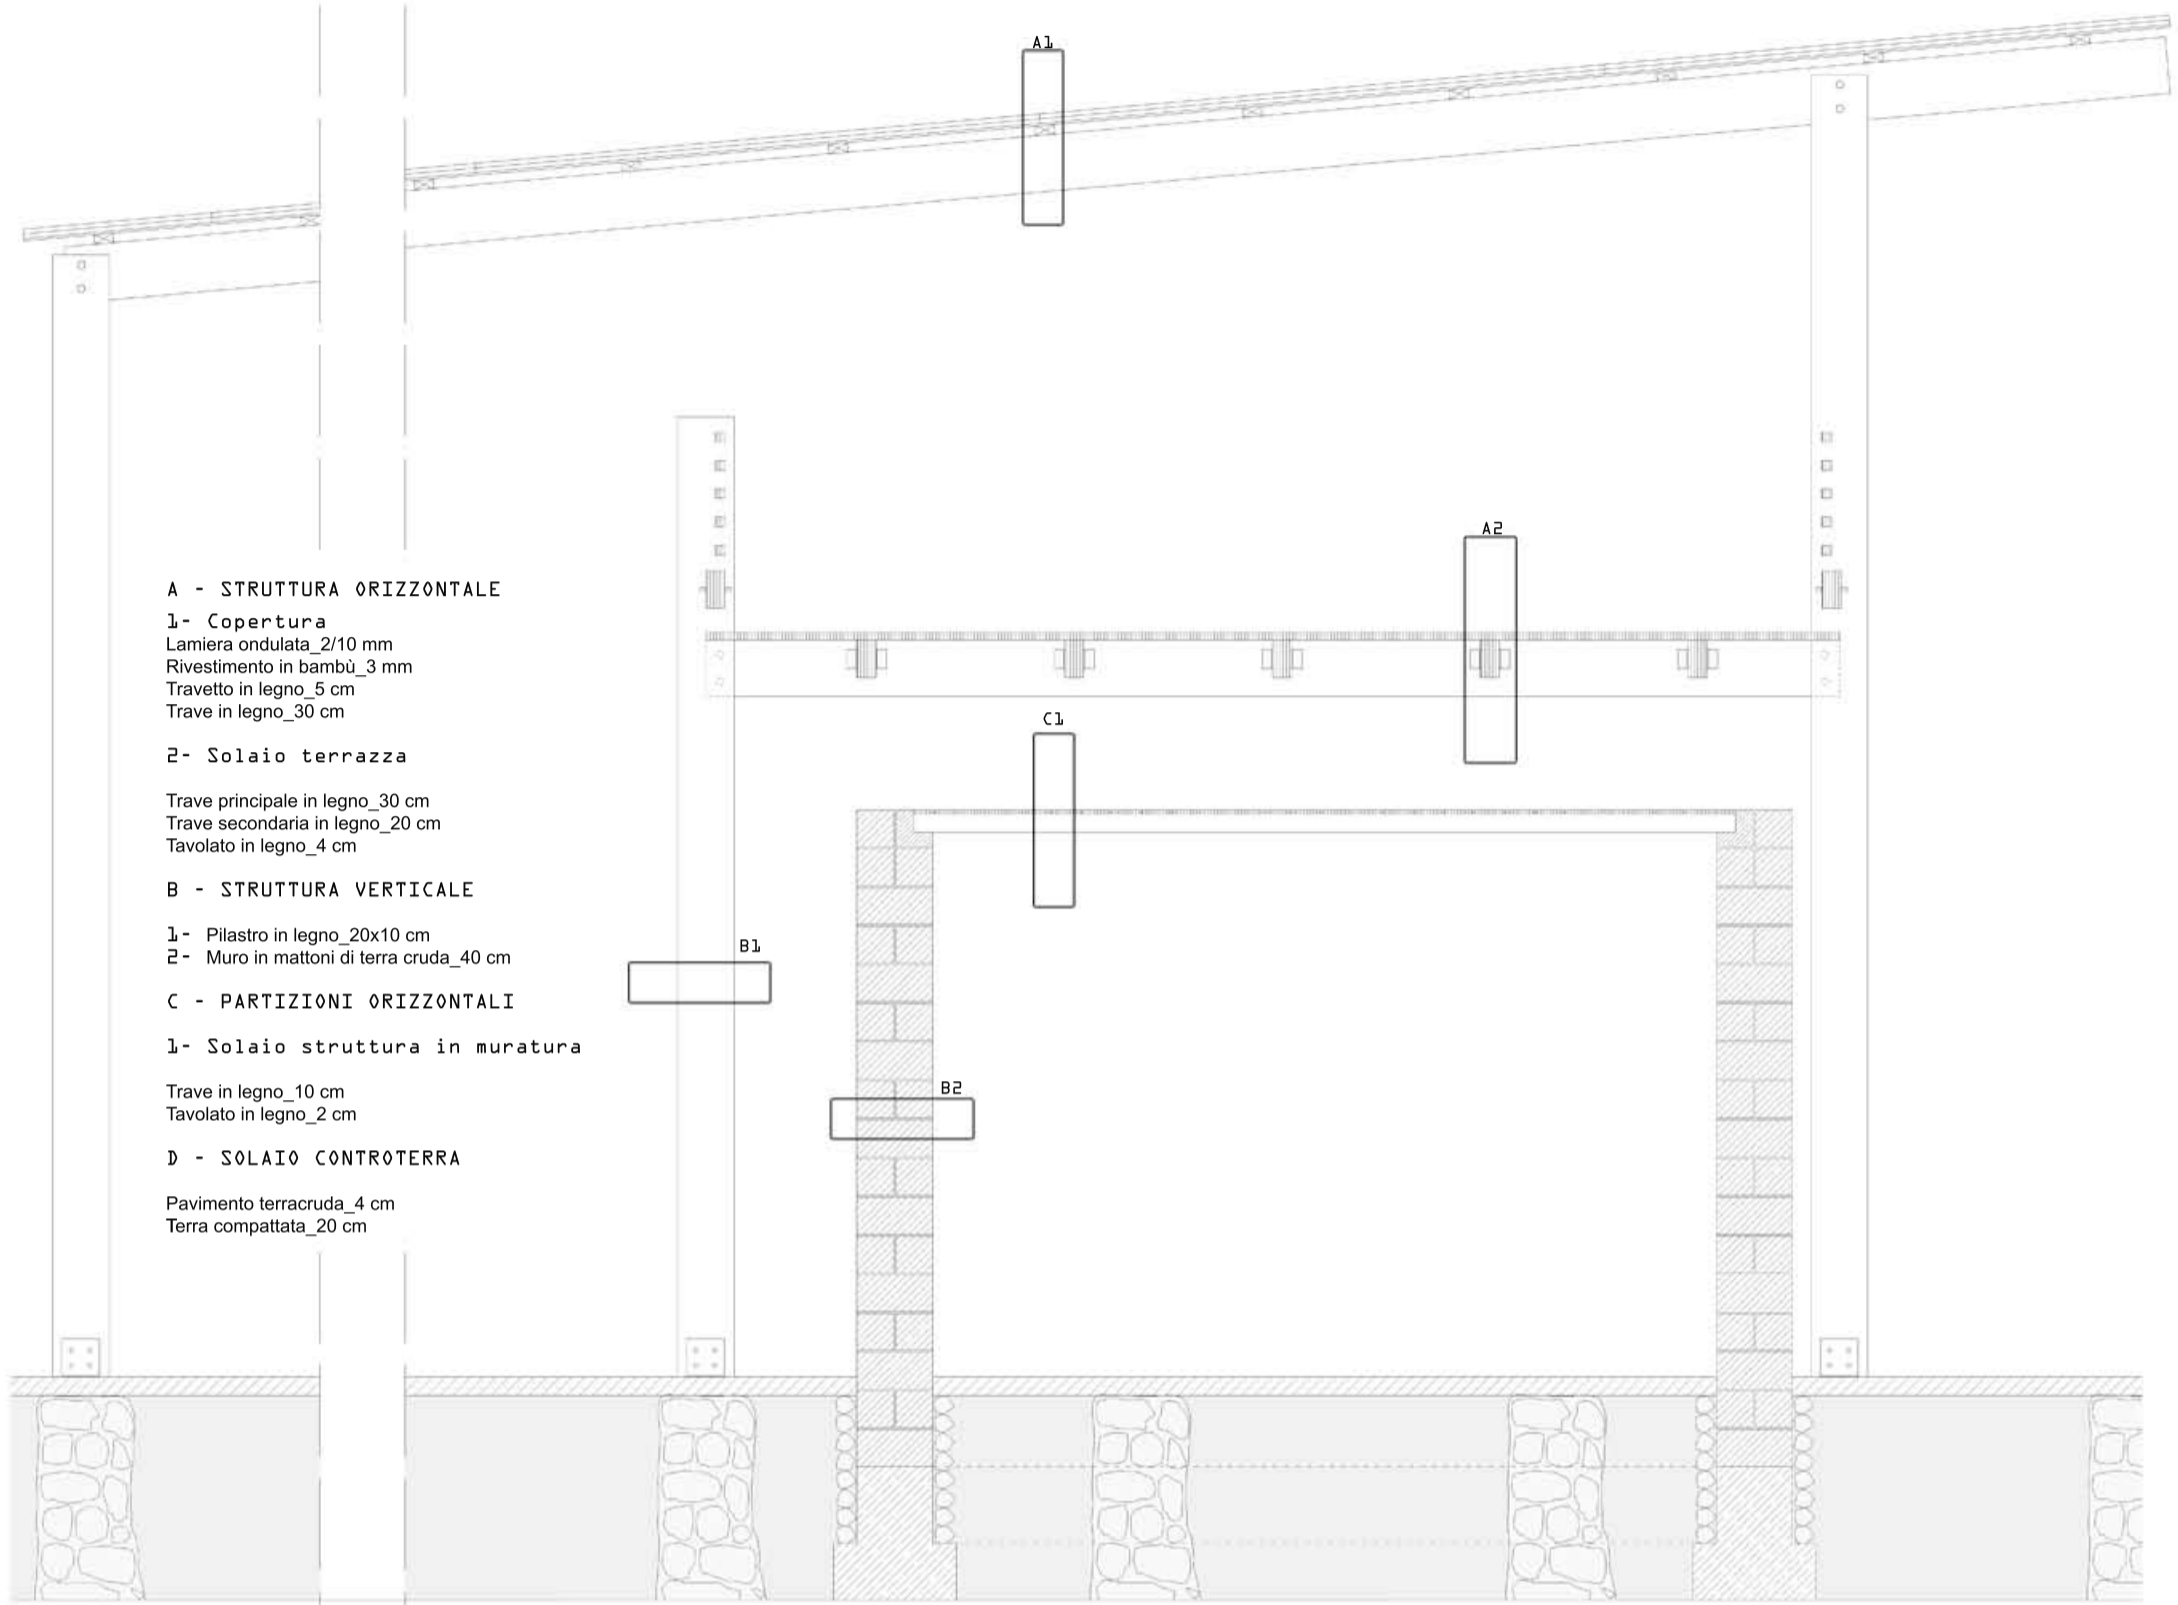 A1
A2
A - STRUTTURA ORIZZONTALE
1- Copertura
Lamiera ondulata_2/10 mm
Rivestimento in bambù_3 mm
Travetto in legno_5 cm
Trave in legno_30 cm
2- Solaio terrazza
Trave principale in legno_30 cm
Trave secondaria in legno_20 cm
Tavolato in legno_4 cm
B - STRUTTURA VERTICALE
1- Pilastro in legno_20x10 cm
2- Muro in mattoni di terra cruda_40 cm
C - PARTIZIONI ORIZZONTALI
1- Solaio struttura in muratura
Trave in legno_10 cm
Tavolato in legno_2 cm
D - SOLAIO CONTROTERRA
Pavimento terracruda_4 cm
Terra compattata_20 cm
C1
B1
B2